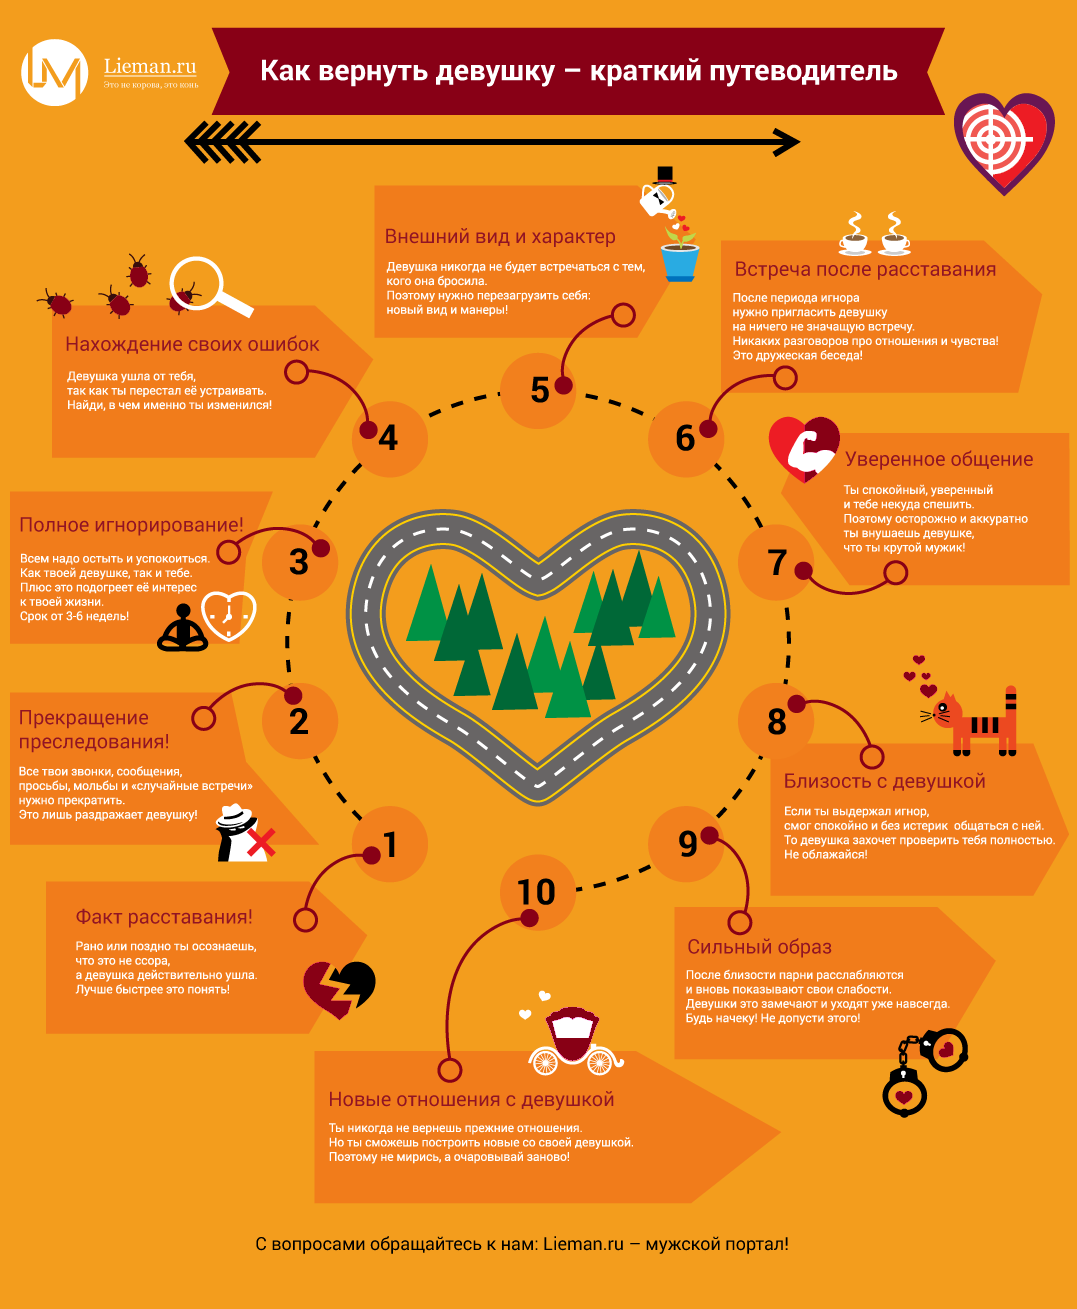 LM
Lieman.ru
Это не корова, это конь
Как вернуть девушку – краткий путеводитель
1
Факт расставания!
Рано или поздно ты осознаешь,
что это не ссора,
а девушка действительно ушла.
Лучше быстрее это понять!
2
Прекращение
преследования!
Все твои звонки, сообщения,
просьбы, мольбы и «случайные встречи»
нужно прекратить.
Это лишь раздражает девушку!
3
Полное игнорирование!
Всем надо остыть и успокоиться.
Как твоей девушке, так и тебе.
Плюс это подогреет её интерес
к твоей жизни.
Срок от 3-6 недель!
4
Нахождение своих ошибок
Девушка ушла от тебя,
так как ты перестал её устраивать.
Найди, в чем именно ты изменился!
5
Внешний вид и характер
Девушка никогда не будет встречаться с тем,
кого она бросила.
Поэтому нужно перезагрузить себя:
новый вид и манеры!
6
Встреча после расставания
После периода игнора
нужно пригласить девушку
на ничего не значащую встречу.
Никаких разговоров про отношения и чувства!
Это дружеская беседа!
7
Уверенное общение
Ты спокойный, уверенный
и тебе некуда спешить.
Поэтому осторожно и аккуратно
ты внушаешь девушке,
что ты крутой мужик!
8
Близость с девушкой
Если ты выдержал игнор,
смог спокойно и без истерик общаться с ней.
То девушка захочет проверить тебя полностью.
Не облажайся!
9
Сильный образ
После близости парни расслабляются
и вновь показывают свои слабости.
Девушки это замечают и уходят уже навсегда.
Будь начеку! Не допусти этого!
10
Новые отношения с девушкой
Ты никогда не вернешь прежние отношения.
Но ты сможешь построить новые со своей девушкой.
Поэтому не мирись, а очаровывай заново!
С вопросами обращайтесь к нам: Lieman.ru – мужской портал!